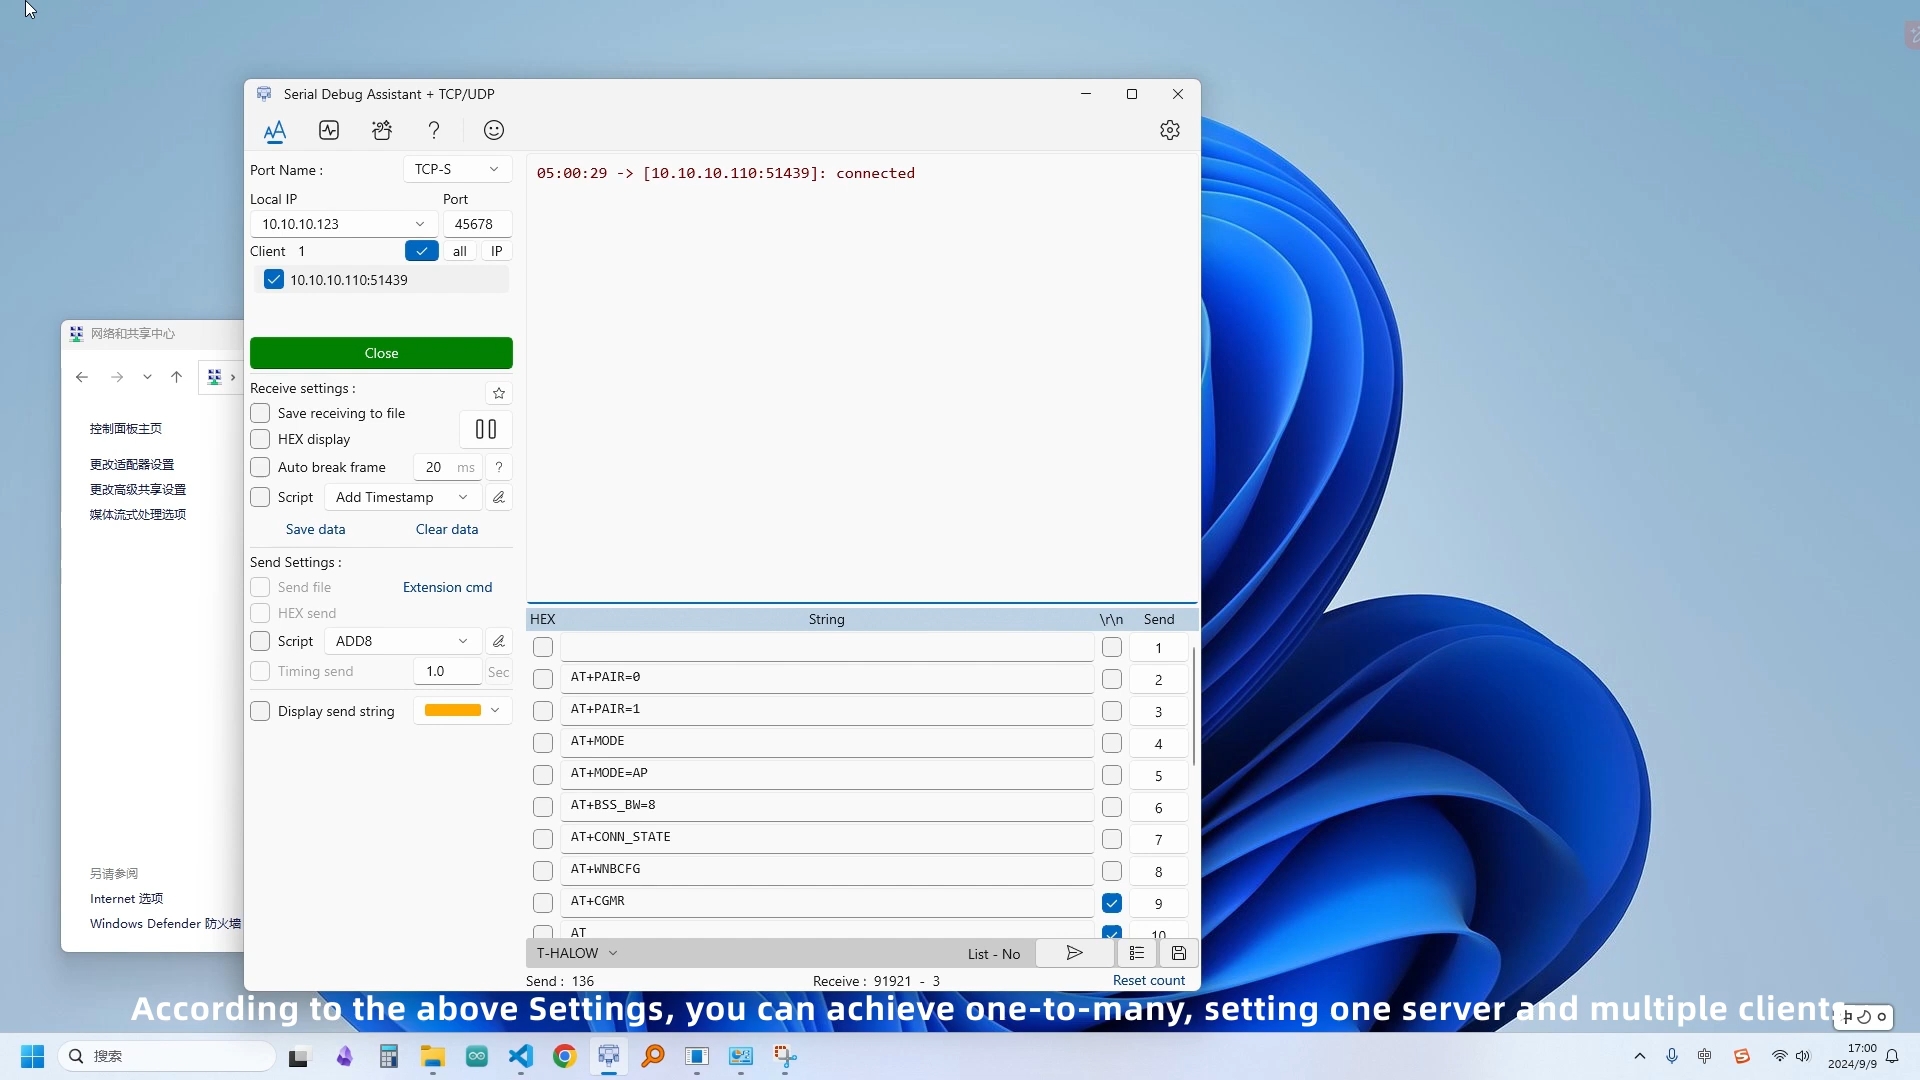 Serial Debug Assistant + TCP/UDP
Port Name :
TCP-S
Local IP
Port
10.10.10.123
45678
Client 1
all
IP
10.10.10.110:51439
Close
Receive settings :
Save receiving to file
HEX display
Auto break frame
20 ms
?
Script
Add Timestamp
Save data
Clear data
Send Settings :
Send file
Extension cmd
HEX send
Script
ADD8
Timing send
1.0
Sec
Display send string
05:00:29 -> [10.10.10.110:51439]: connected
HEX
String
\r\n
Send
1
AT+PAIR=0
2
AT+PAIR=1
3
AT+MODE
4
AT+MODE=AP
5
AT+BSS_BW=8
6
AT+CONN_STATE
7
AT+WNBCFG
8
AT+CGMR
9
AT
10
T-HALOW
List - No
Send : 136
Receive : 91921 - 3
Reset count
网络和共享中心
控制面板主页
更改适配器设置
更改高级共享设置
媒体流式处理选项
另请参阅
Internet 选项
Windows Defender 防火墙
According to the above Settings, you can achieve one-to-many, setting one server and multiple client
搜索
中
17:00
2024/9/9